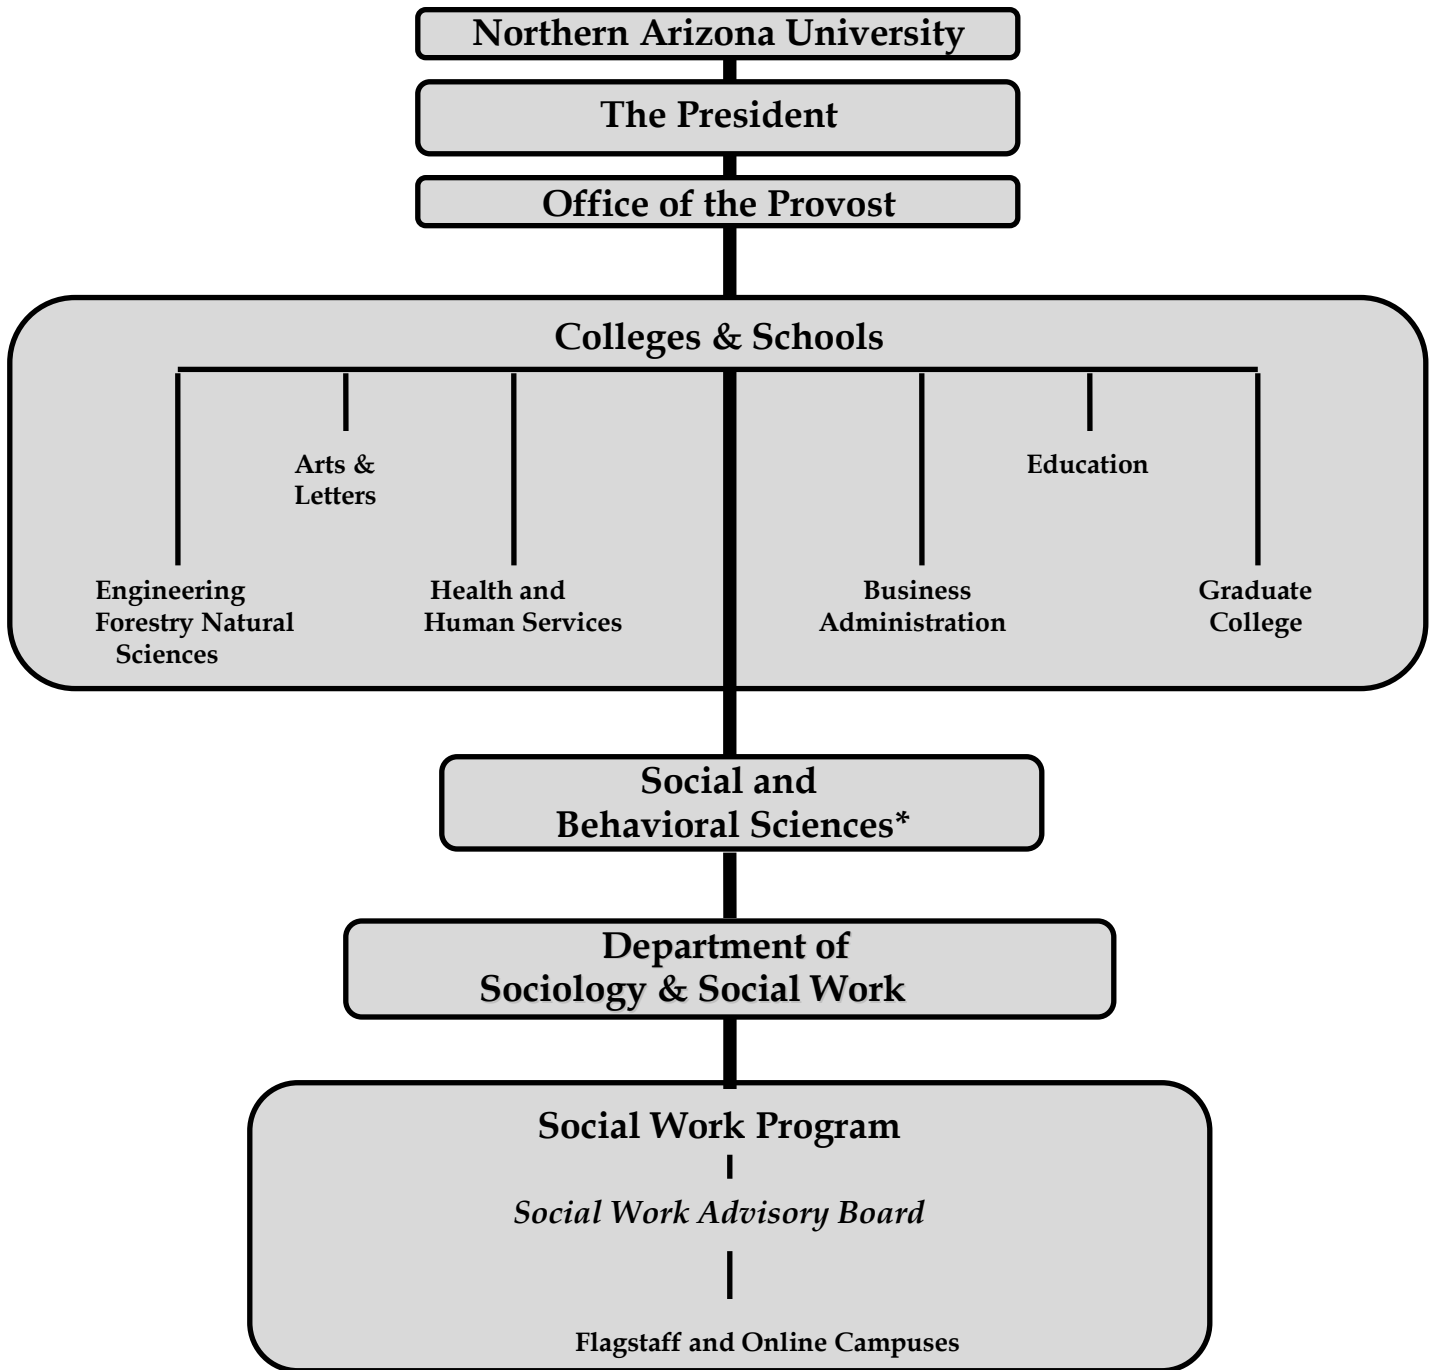 Northern Arizona University
The President
Office of the Provost
Colleges & Schools
Arts &
Letters
Education
Engineering
Forestry Natural
Sciences
Health and
Human Services
Business
Administration
Graduate
College
Social and
Behavioral Sciences*
Department of
Sociology & Social Work
Social Work Program
Social Work Advisory Board
Flagstaff and Online Campuses